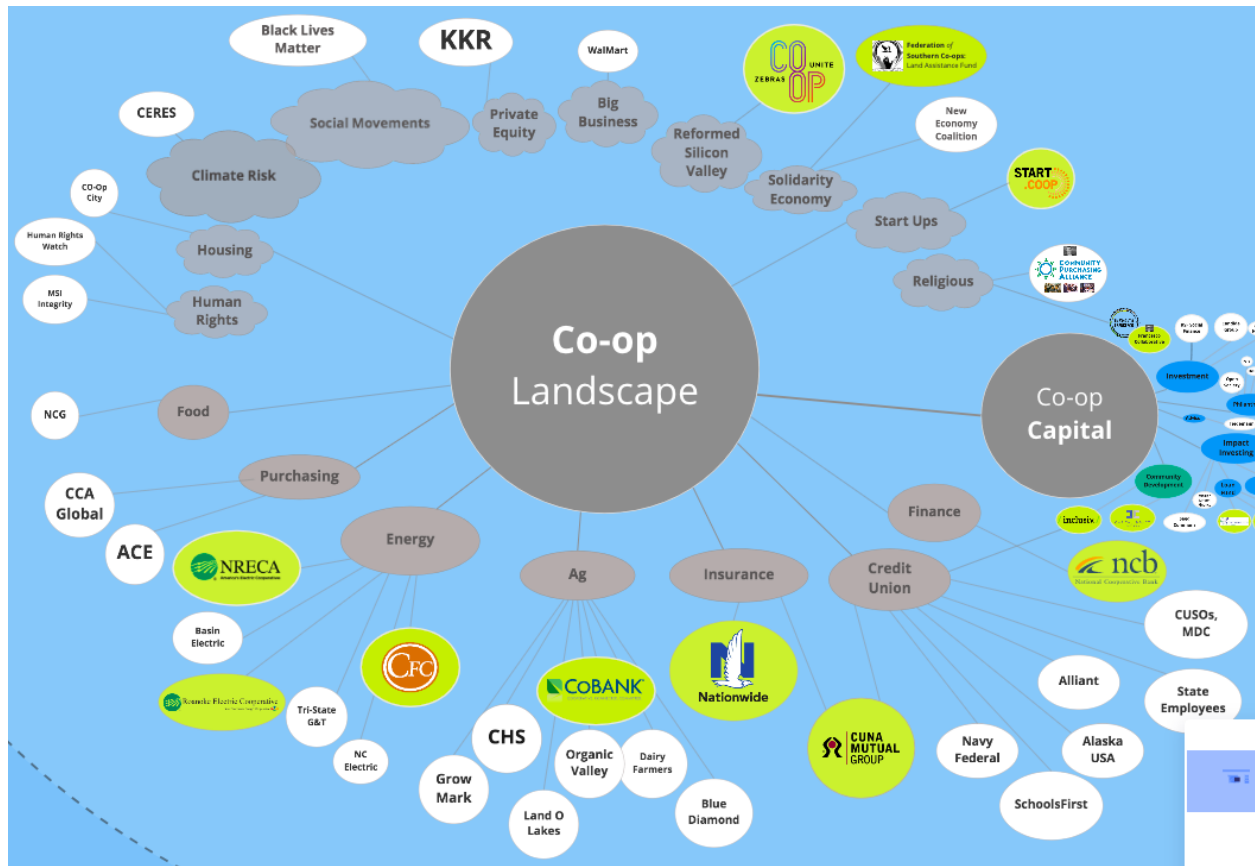 Black Lives
Matter
KKR
WalMart
CO
OP
UNITE
ZEBRAS
Federation of
Southern Co-ops:
Land Assistance Fund
CERES
Social Movements
Private
Equity
Big
Business
Reformed
Silicon
Valley
New
Economy
Coalition
Climate Risk
Solidarity
Economy
START
.COOP
CO-Op
City
Start Ups
Human Rights
Watch
Housing
Religious
COMMUNITY
PURCHASING
ALLIANCE
MSI
Integrity
Human
Rights
Co-op
Landscape
Co-op
Capital
Investment
Impact
Investing
Community
Development
NCG
Food
CCA
Global
Purchasing
ACE
Energy
Ag
Insurance
Finance
Credit
Union
inclusiv
NRECA
America's Electric Cooperatives
ncb
National Cooperative Bank
Basin
Electric
CFC
CoBANK
Nationwide
CUSOs,
MDC
Roanoke Electric Cooperative
Tri-State
G&T
NC
Electric
CHS
Grow
Mark
Organic
Valley
Dairy
Farmers
Land O
Lakes
Blue
Diamond
CUNA
MUTUAL
GROUP
Alliant
State
Employees
Navy
Federal
Alaska
USA
SchoolsFirst